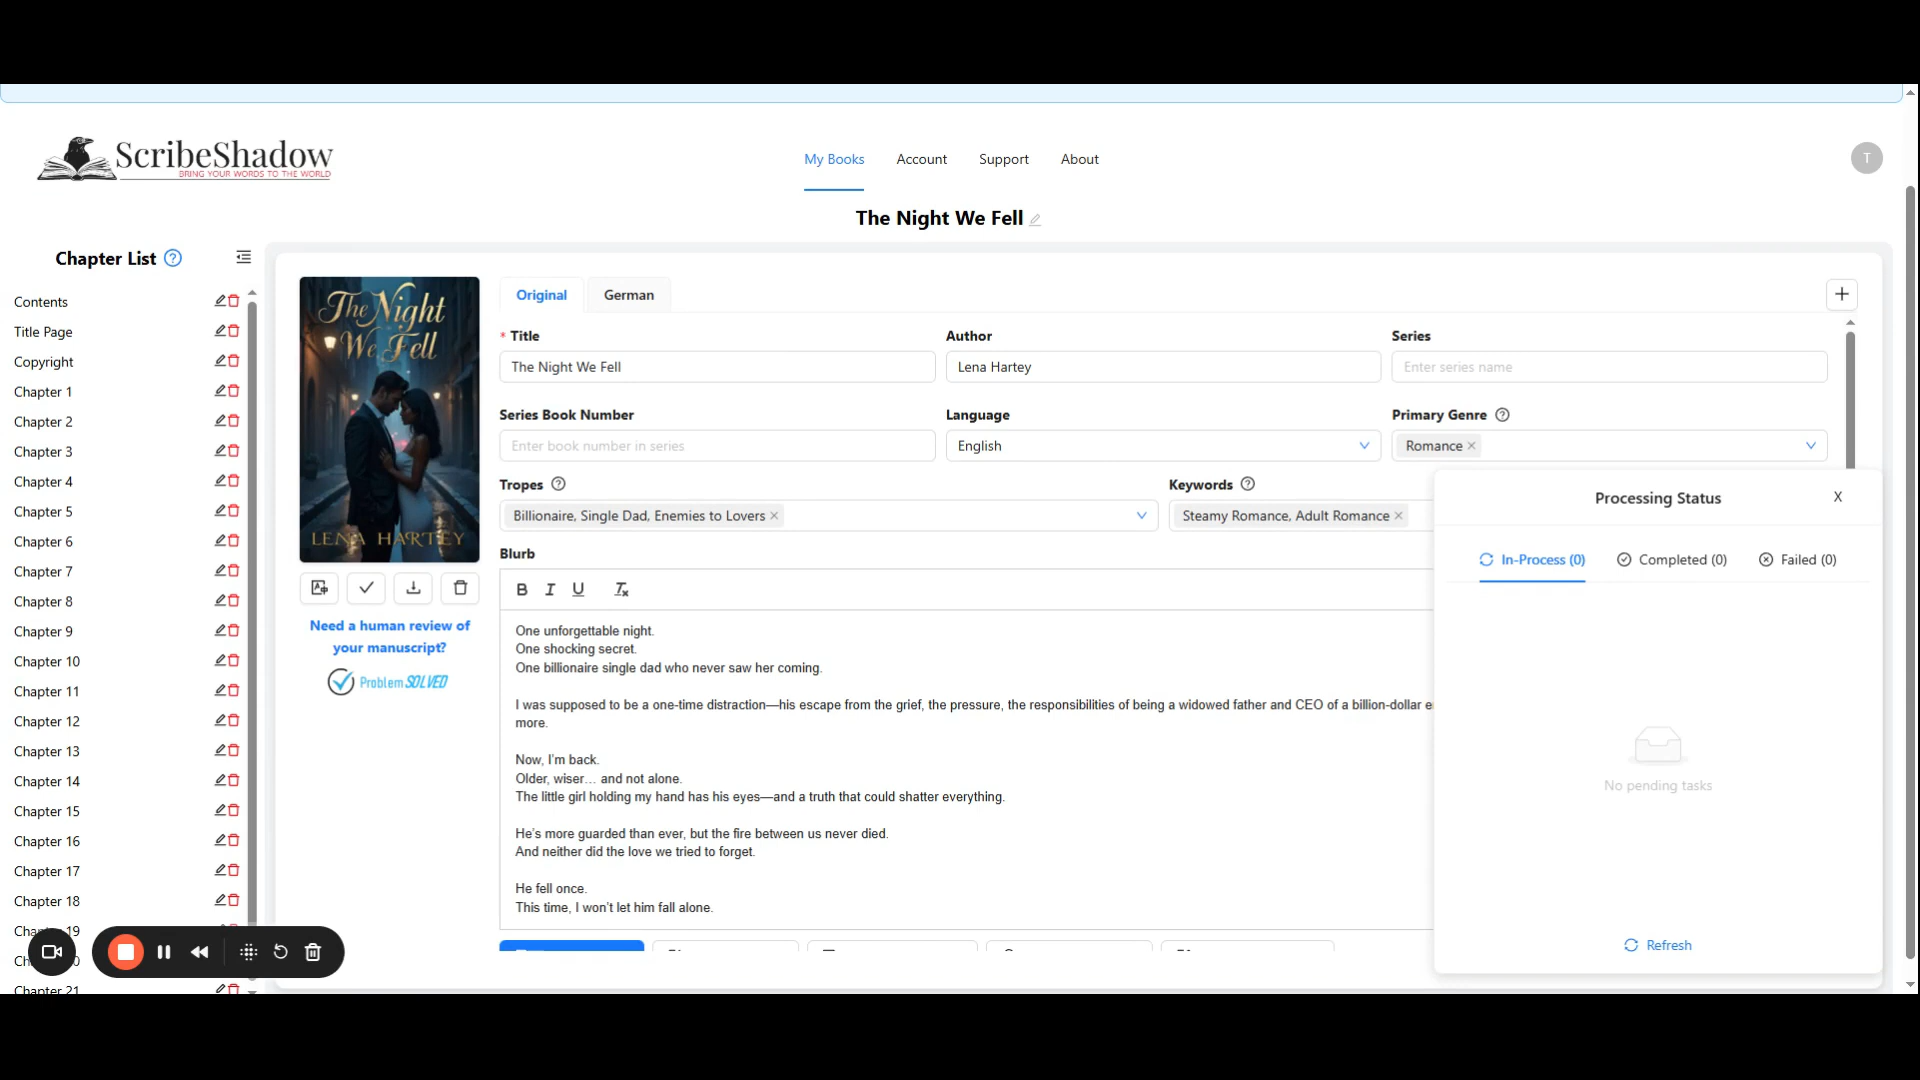 ScribeShadow
BRING YOUR WORDS TO THE WORLD
My Books
Account
Support
About
T
The Night We Fell
Chapter List
Contents
Title Page
Copyright
Chapter 1
Chapter 2
Chapter 3
Chapter 4
Chapter 5
Chapter 6
Chapter 7
Chapter 8
Chapter 9
Chapter 10
Chapter 11
Chapter 12
Chapter 13
Chapter 14
Chapter 15
Chapter 16
Chapter 17
Chapter 18
19
Chapter 21
The Night
We Fell
LENA HARTEY
Need a human review of
your manuscript?
Problem SOLVED
Original
German
* Title
The Night We Fell
Author
Lena Hartey
Series
Enter series name
Series Book Number
Enter book number in series
Language
English
Primary Genre
Romance
Tropes
Billionaire, Single Dad, Enemies to Lovers
Keywords
Steamy Romance, Adult Romance
Blurb
B I U Tx
One unforgettable night.
One shocking secret.
One billionaire single dad who never saw her coming.
I was supposed to be a one-time distraction—his escape from the grief, the pressure, the responsibilities of being a widowed father and CEO of a billion-dollar
more.
Now, I'm back.
Older, wiser… and not alone.
The little girl holding my hand has his eyes—and a truth that could shatter everything.
He's more guarded than ever, but the fire between us never died.
And neither did the love we tried to forget.
He fell once.
This time, I won't let him fall alone.
Processing Status
X
In-Process (0)
Completed (0)
Failed (0)
No pending tasks
Refresh